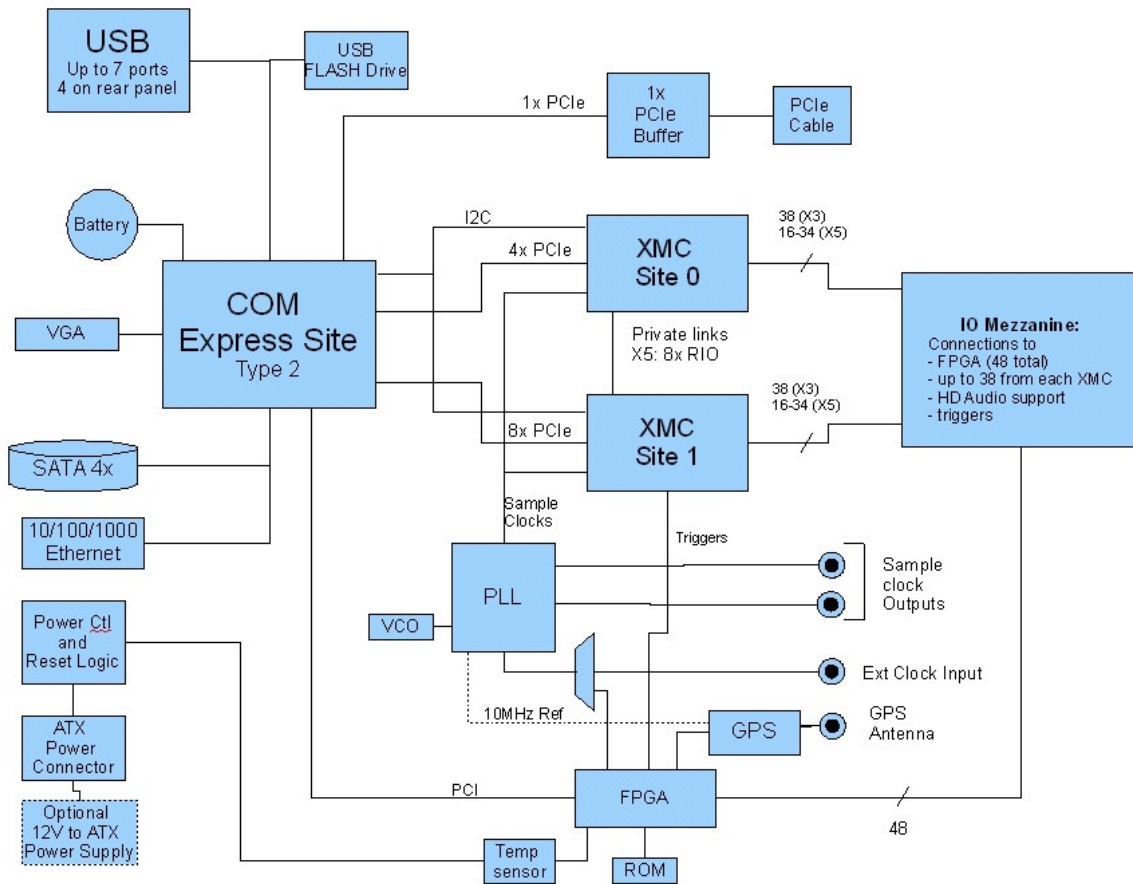 USB
Up to 7 ports
4 on rear panel
USB
FLASH Drive
1x PCIe
1x
PCIe
Buffer
PCIe
Cable
Battery
I2C
4x PCIe
XMC
Site 0
38 (X3)
16-34 (X5)
COM
Express Site
Type 2
VGA
Private links
X5: 8x RIO
IO Mezzanine:
Connections to
- FPGA (48 total)
- up to 38 from each XMC
- HD Audio support
- triggers
38 (X3)
16-34 (X5)
8x PCIe
XMC
Site 1
SATA 4x
Sample
Clocks
10/100/1000
Ethernet
Triggers
PLL
Sample
clock
Outputs
VCO
Power Ctl
and
Reset Logic
Ext Clock Input
10MHz Ref
GPS
GPS
Antenna
ATX
Power
Connector
PCI
FPGA
48
Optional
12V to ATX
Power Supply
Temp
sensor
ROM